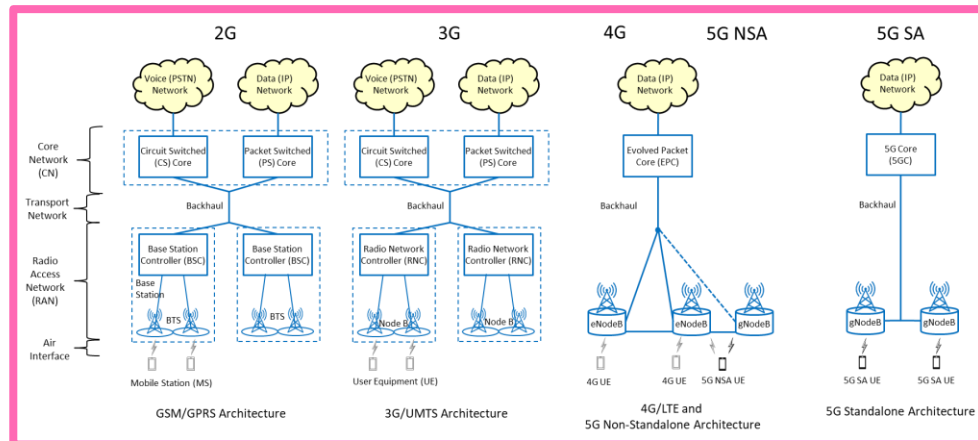 2G
3G
4G
5G NSA
5G SA
Voice (PSTN)
Network
Data (IP)
Network
Voice (PSTN)
Network
Data (IP)
Network
Data (IP)
Network
Data (IP)
Network
Core
Network
(CN)
Circuit Switched
(CS) Core
Packet Switched
(PS) Core
Circuit Switched
(CS) Core
Packet Switched
(PS) Core
Evolved Packet
Core (EPC)
5G Core
(5GC)
Transport
Network
Backhaul
Backhaul
Backhaul
Backhaul
Radio
Access
Network
(RAN)
Base Station
Controller (BSC)
Base Station
Controller (BSC)
Radio Network
Controller (RNC)
Radio Network
Controller (RNC)
Base
Station
BTS
BTS
Node B
Node B
eNodeB
eNodeB
gNodeB
gNodeB
gNodeB
Air
Interface
Mobile Station (MS)
User Equipment (UE)
4G UE
4G UE
5G NSA UE
5G SA UE
5G SA UE
GSM/GPRS Architecture
3G/UMTS Architecture
4G/LTE and
5G Non-Standalone Architecture
5G Standalone Architecture